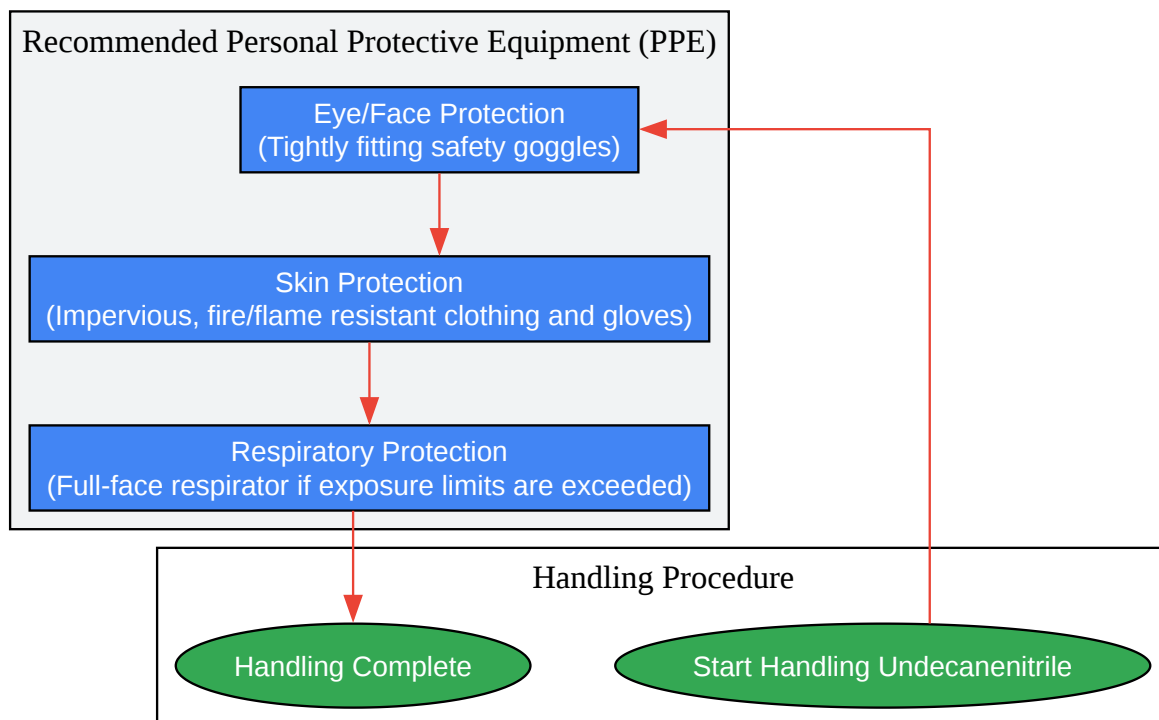 Recommended Personal Protective Equipment (PPE)
Eye/Face Protection
(Tightly fitting safety goggles)
Skin Protection
(Impervious, fire/flame resistant clothing and gloves)
Respiratory Protection
(Full-face respirator if exposure limits are exceeded)
Handling Procedure
Handling Complete
Start Handling Undecanenitrile